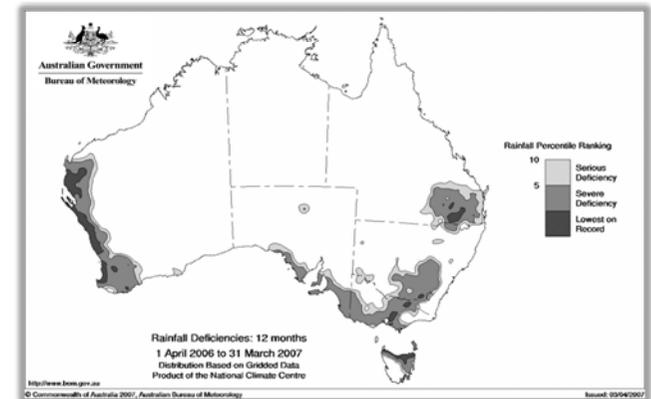 Australian Government
Bureau of Meteorology
Rainfall Percentile Ranking
10
Serious
Deficiency
5
Severe
Deficiency
Lowest on
Record
Rainfall Deficiencies: 12 months
1 April 2006 to 31 March 2007
Distribution Based on Gridded Data
Product of the National Climate Centre
http://www.bom.gov.au
© Commonwealth of Australia 2007, Australian Bureau of Meteorology
Issued: 03/04/2007